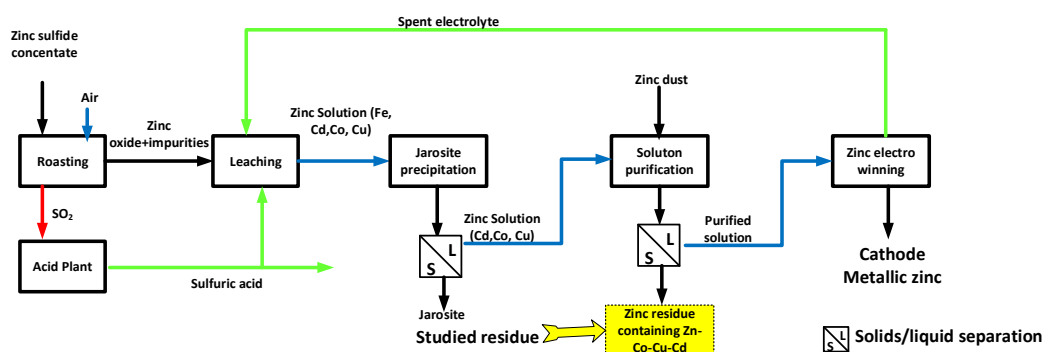 Spent electrolyte
Zinc sulfide
concentate
Air
Zinc dust
Zinc
oxide+impurities
Zinc Solution (Fe,
Cd,Co, Cu)
Roasting
Leaching
Jarosite
precipitation
Soluton
purification
Zinc electro
winning
SO₂
Zinc Solution
(Cd,Co, Cu)
Purified
solution
L
S
L
S
Acid Plant
Sulfuric acid
Cathode
Metallic zinc
Jarosite
Studied residue
Zinc residue
containing Zn-
Co-Cu-Cd
L
S
Solids/liquid separation